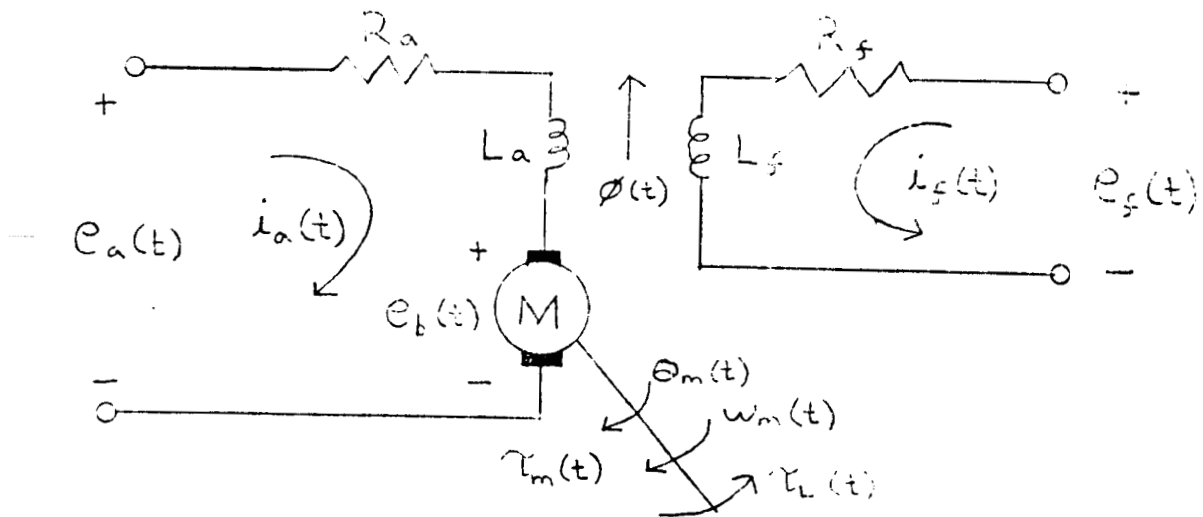 Ra
Rf
+
+
La
Lf
ϕ(t)
ia(t)
if(t)
ea(t)
ef(t)
+
eb(t)
M
−
−
−
θm(t)
ωm(t)
τm(t)
τL(t)